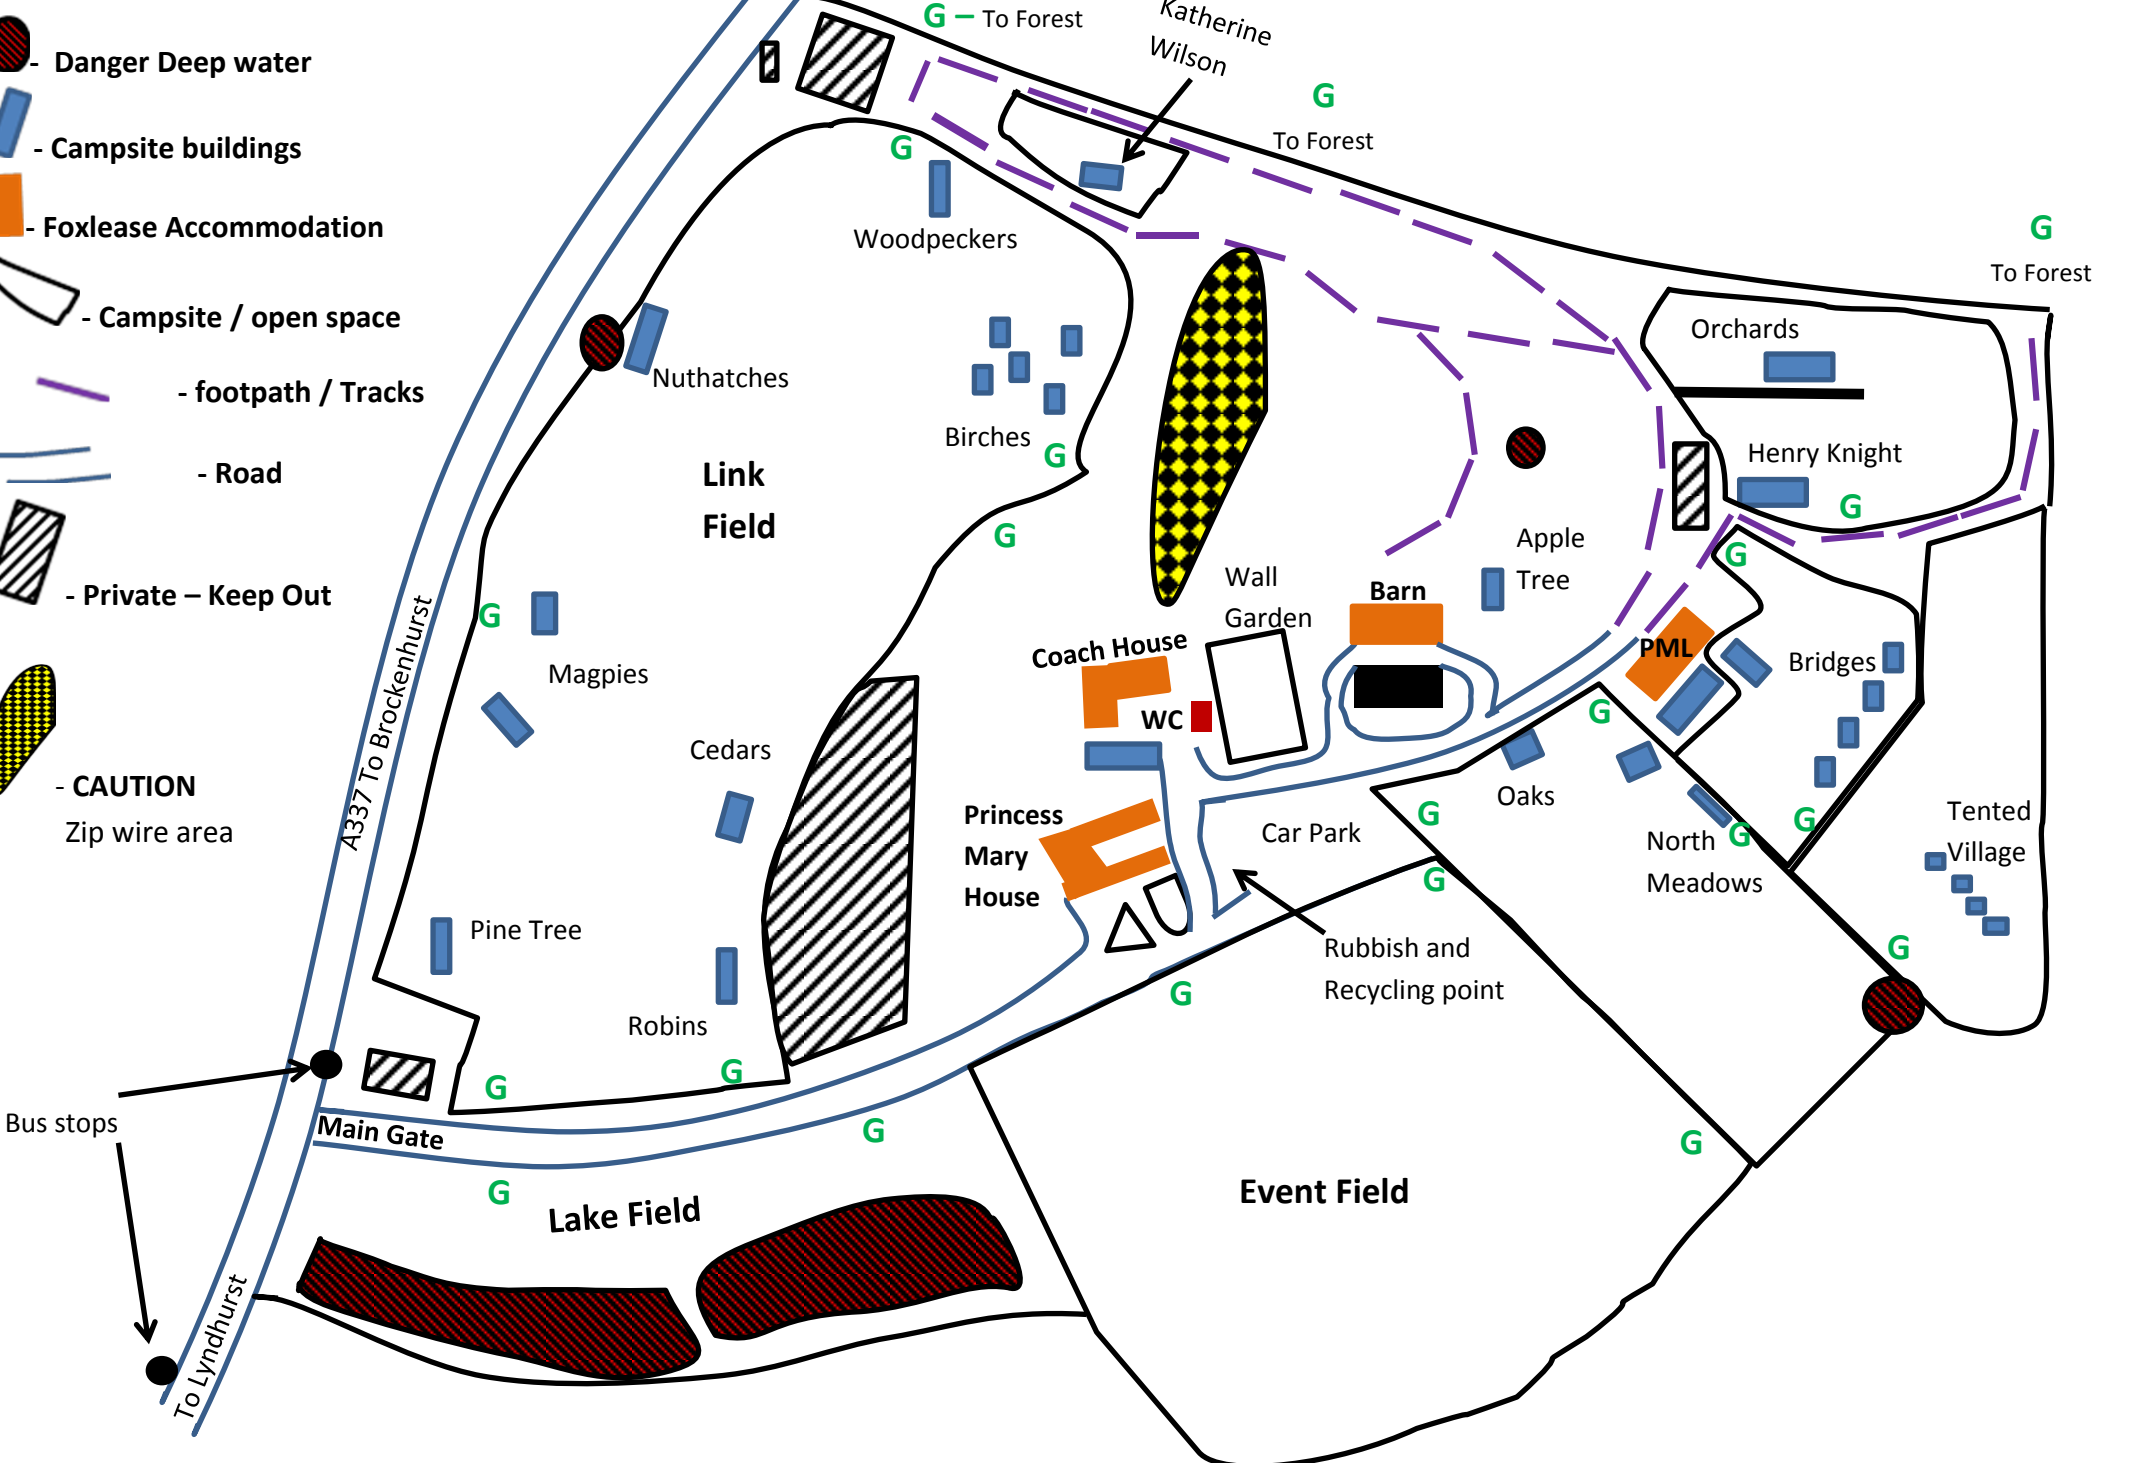 - Danger Deep water
- Campsite buildings
- Foxlease Accommodation
- Campsite / open space
- footpath / Tracks
- Road
- Private – Keep Out
- CAUTION
Zip wire area
G – To Forest
Katherine
Wilson
G
To Forest
G
To Forest
G
Woodpeckers
Nuthatches
Birches
G
Link
Field
G
G
Magpies
Cedars
Pine Tree
Robins
G
G
A337 To Brockenhurst
Orchards
Henry Knight
G
G
Apple
Tree
Wall
Garden
Barn
Coach House
WC
PML
Bridges
G
Oaks
North
Meadows
G
G
Tented
Village
G
Princess
Mary
House
Car Park
G
G
Rubbish and
Recycling point
G
Bus stops
Main Gate
G
G
Lake Field
Event Field
G
To Lyndhurst